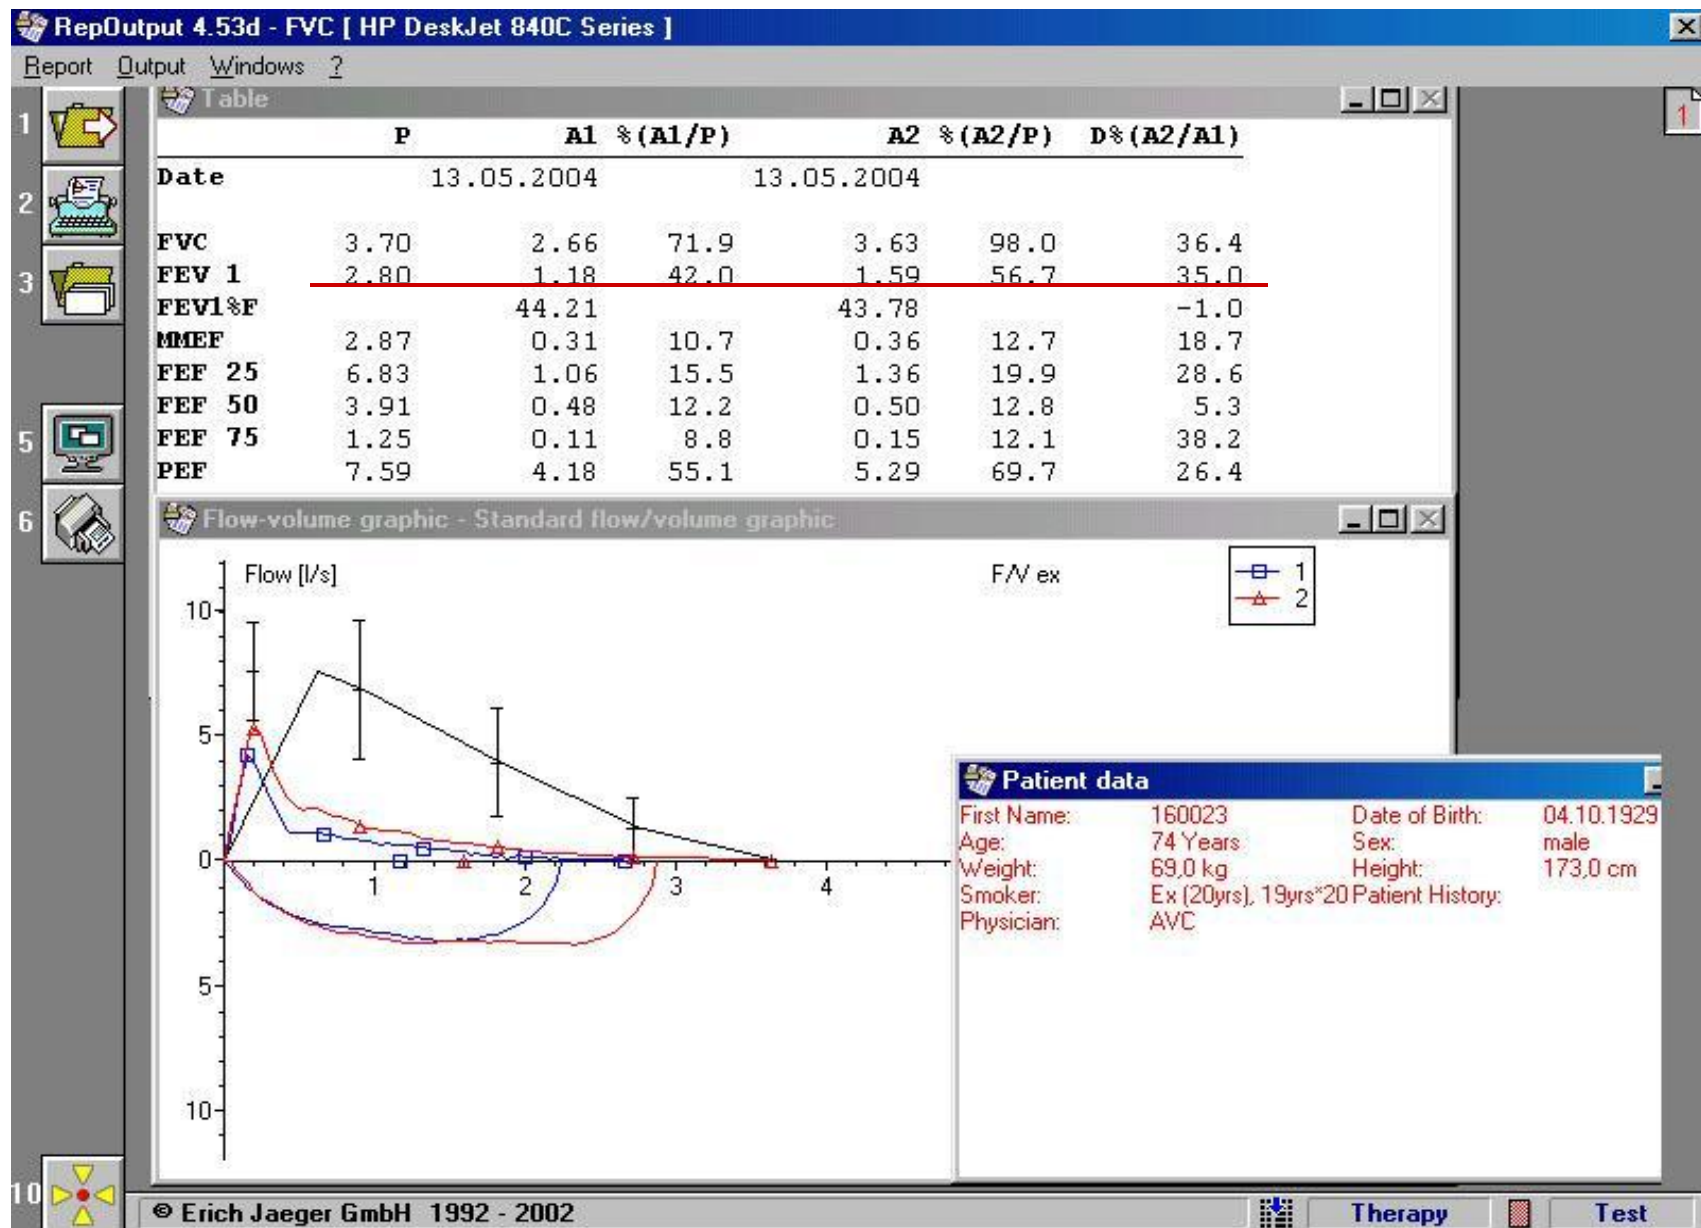 RepOutput 4.53d - FVC [ HP DeskJet 840C Series ]
Report Output Windows ?
1
2
3
5
6
10
1
Table
P A1 %(A1/P) A2 %(A2/P) D%(A2/A1)
Date 13.05.2004 13.05.2004
FVC 3.70 2.66 71.9 3.63 98.0 36.4
FEV 1 2.80 1.18 42.0 1.59 56.7 35.0
FEV1%F 44.21 43.78 -1.0
MMEF 2.87 0.31 10.7 0.36 12.7 18.7
FEF 25 6.83 1.06 15.5 1.36 19.9 28.6
FEF 50 3.91 0.48 12.2 0.50 12.8 5.3
FEF 75 1.25 0.11 8.8 0.15 12.1 38.2
PEF 7.59 4.18 55.1 5.29 69.7 26.4
Flow-volume graphic - Standard flow/volume graphic
Flow [l/s] F/V ex
1
2
10
5
0
1 2 3 4
5
10
Patient data
First Name: 160023 Date of Birth: 04.10.1929
Age: 74 Years Sex: male
Weight: 69,0 kg Height: 173,0 cm
Smoker: Ex (20yrs), 19yrs*20 Patient History:
Physician: AVC
© Erich Jaeger GmbH 1992 - 2002 Therapy Test